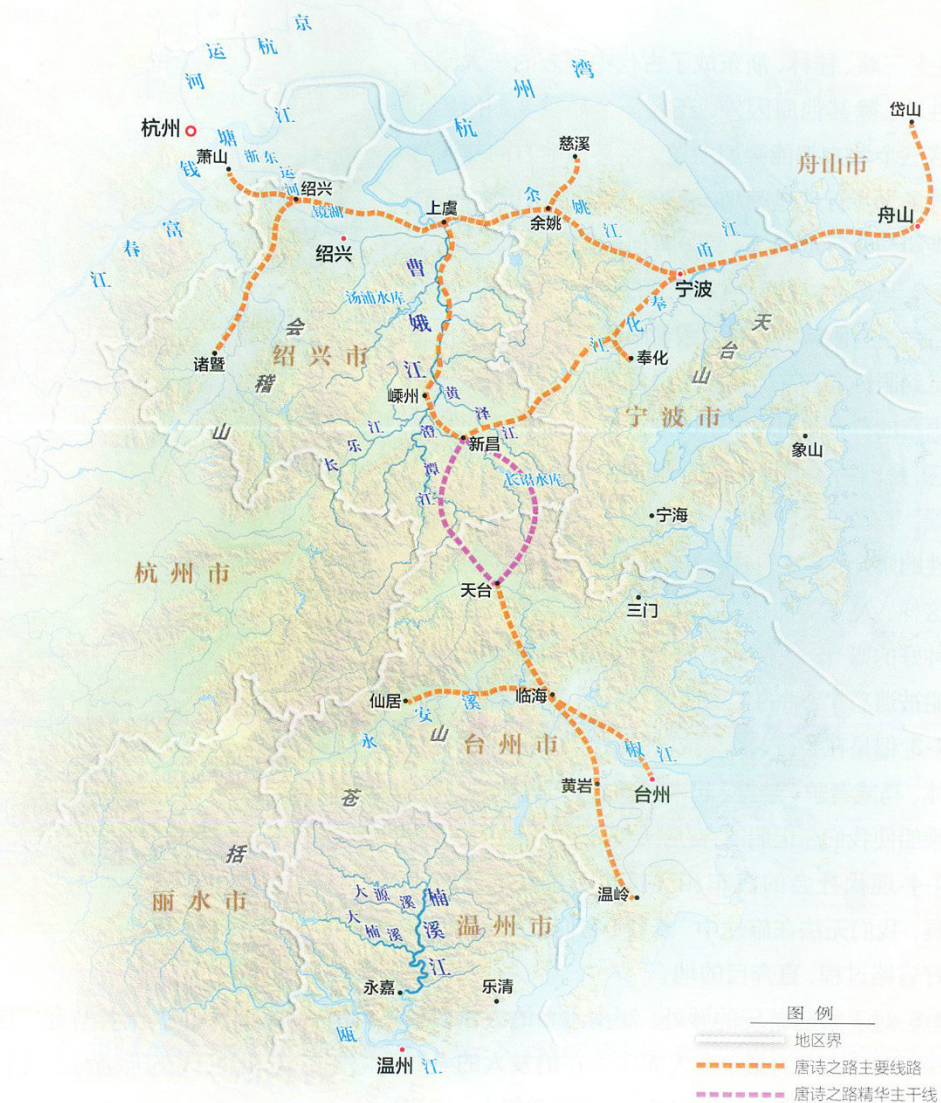 京杭运河
杭州湾
钱塘江
杭州
萧山
浙东运河
绍兴
镜湖
绍兴
富春江
上虞
慈溪
余姚
余姚江
甬江
宁波
舟山市
岱山
舟山
曹娥江
汤浦水库
会稽山
绍兴市
诸暨
嵊州
黄泽江
新昌
长乐江
澄潭江
长诏水库
奉化江
奉化
天台山
宁波市
象山
宁海
三门
杭州市
天台
仙居
临海
永安溪
台州市
椒江
台州
黄岩
温岭
括苍山
丽水市
大源溪
大楠溪
楠溪江
温州市
永嘉
乐清
瓯江
温州
图例
地区界
唐诗之路主要线路
唐诗之路精华主干线